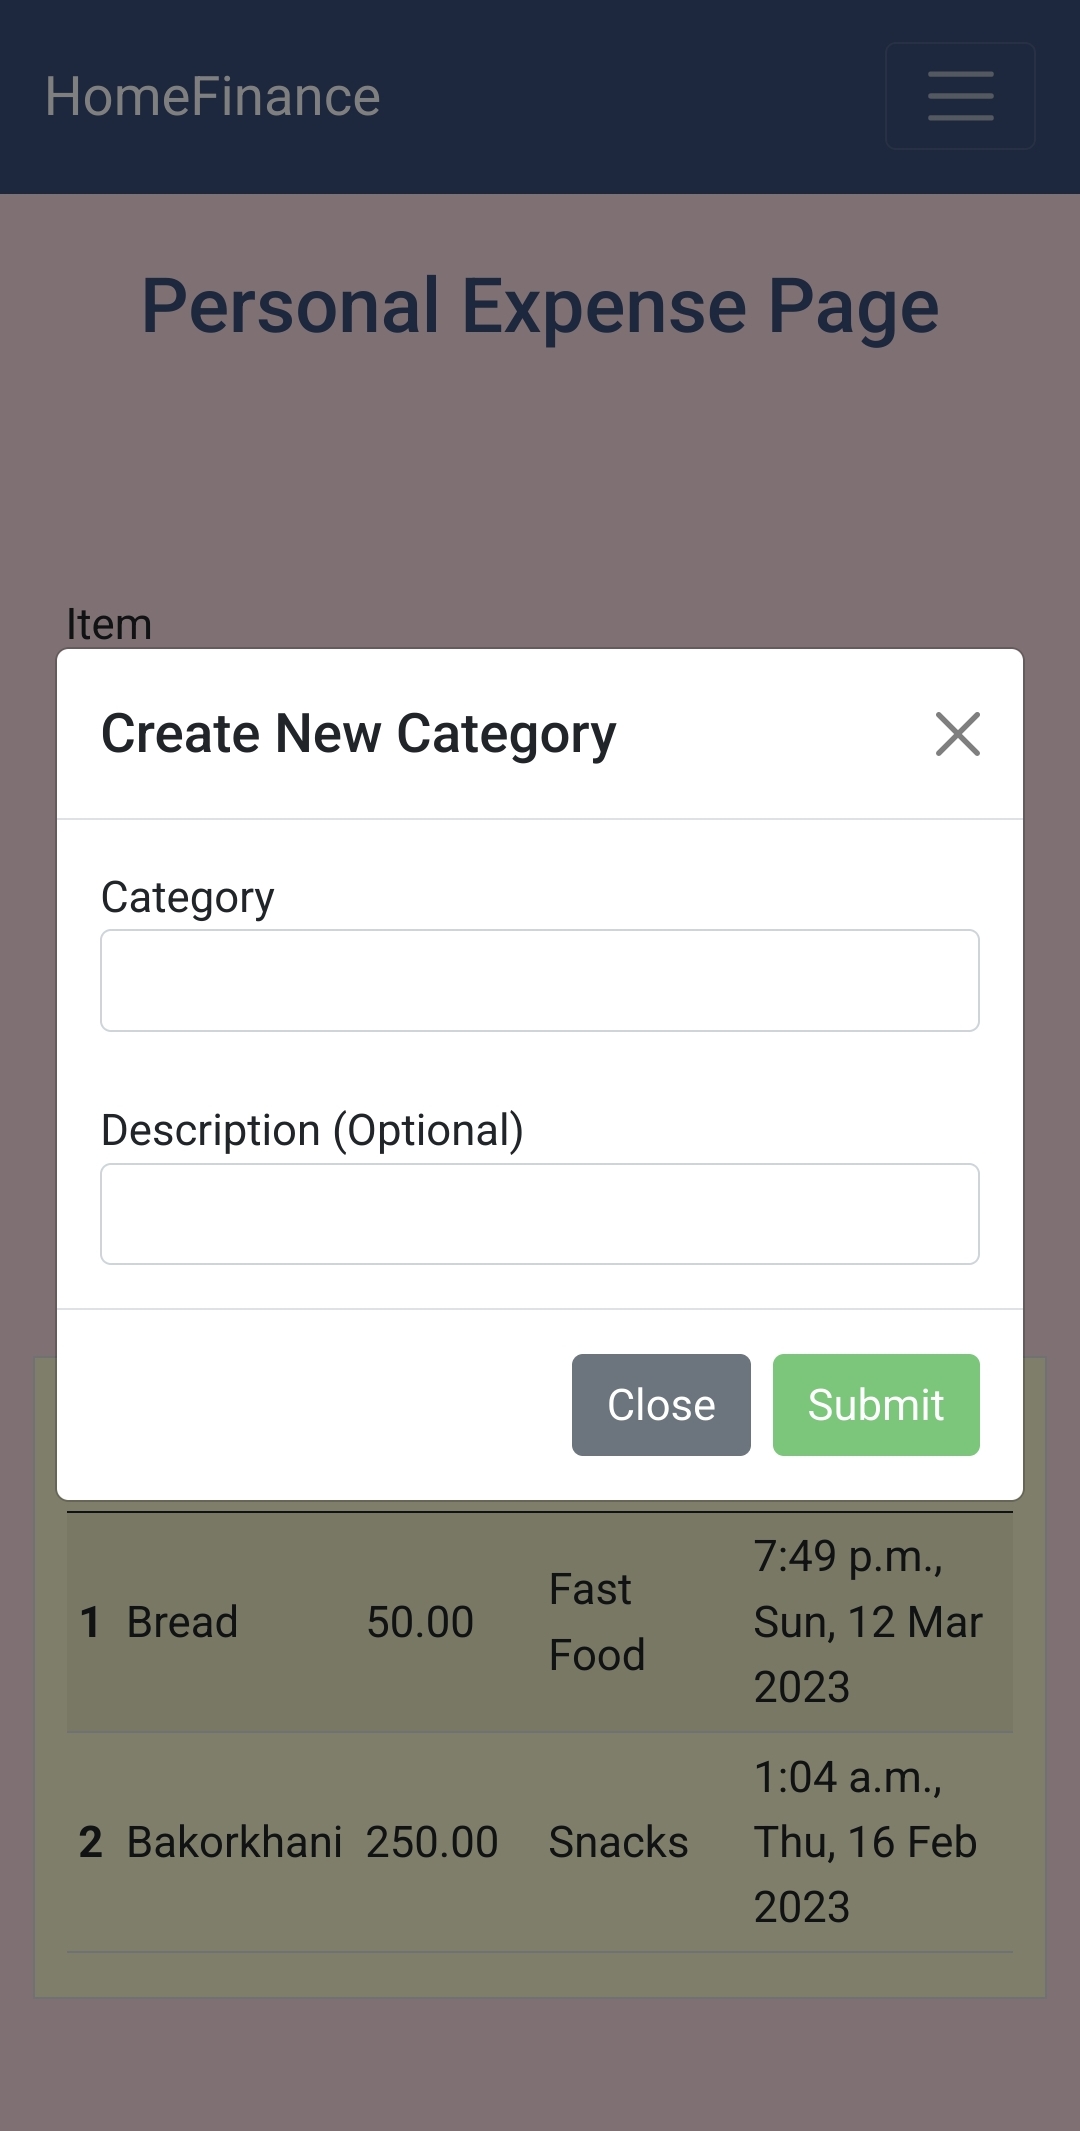 HomeFinance
Personal Expense Page
Item
Create New Category
Category
Description (Optional)
Close Submit
1 Bread 50.00 Fast Food 7:49 p.m., Sun, 12 Mar 2023
2 Bakorkhani 250.00 Snacks 1:04 a.m., Thu, 16 Feb 2023